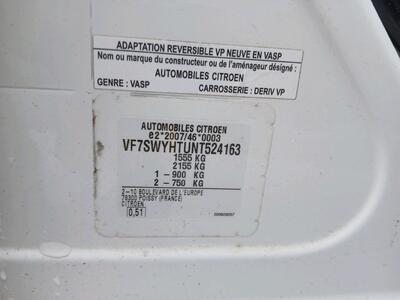 ADAPTATION REVERSIBLE VP NEUVE EN VASP
Nom ou marque du constructeur ou de l'aménageur désigné :
AUTOMOBILES CITROEN
GENRE : VASP CARROSSERIE : DERIV VP
AUTOMOBILES CITROEN
e2*2007/46*0003
VF7SWYHTUNT524163
1555 KG
2155 KG
1 - 900 KG
2 - 750 KG
2-10 BOULEVARD DE L'EUROPE
78300 POISSY (FRANCE)
CITROEN
0,51